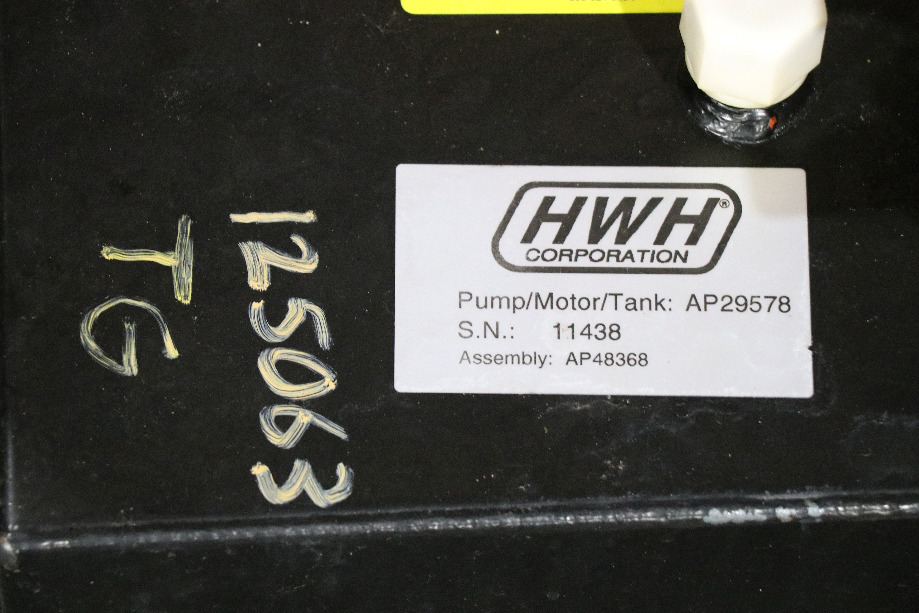 HWH®
CORPORATION
Pump/Motor/Tank: AP29578
S.N.: 11438
Assembly: AP48368
125063
TG